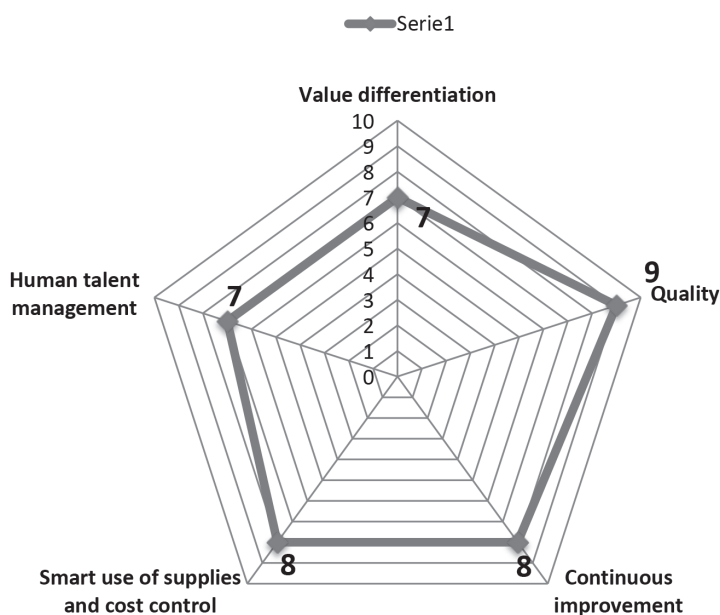 Serie1
Value differentiation
10
9
8
7
6
5
4
3
2
1
0
7
9
Quality
Human talent
management
7
8
8
Smart use of supplies
and cost control
Continuous
improvement